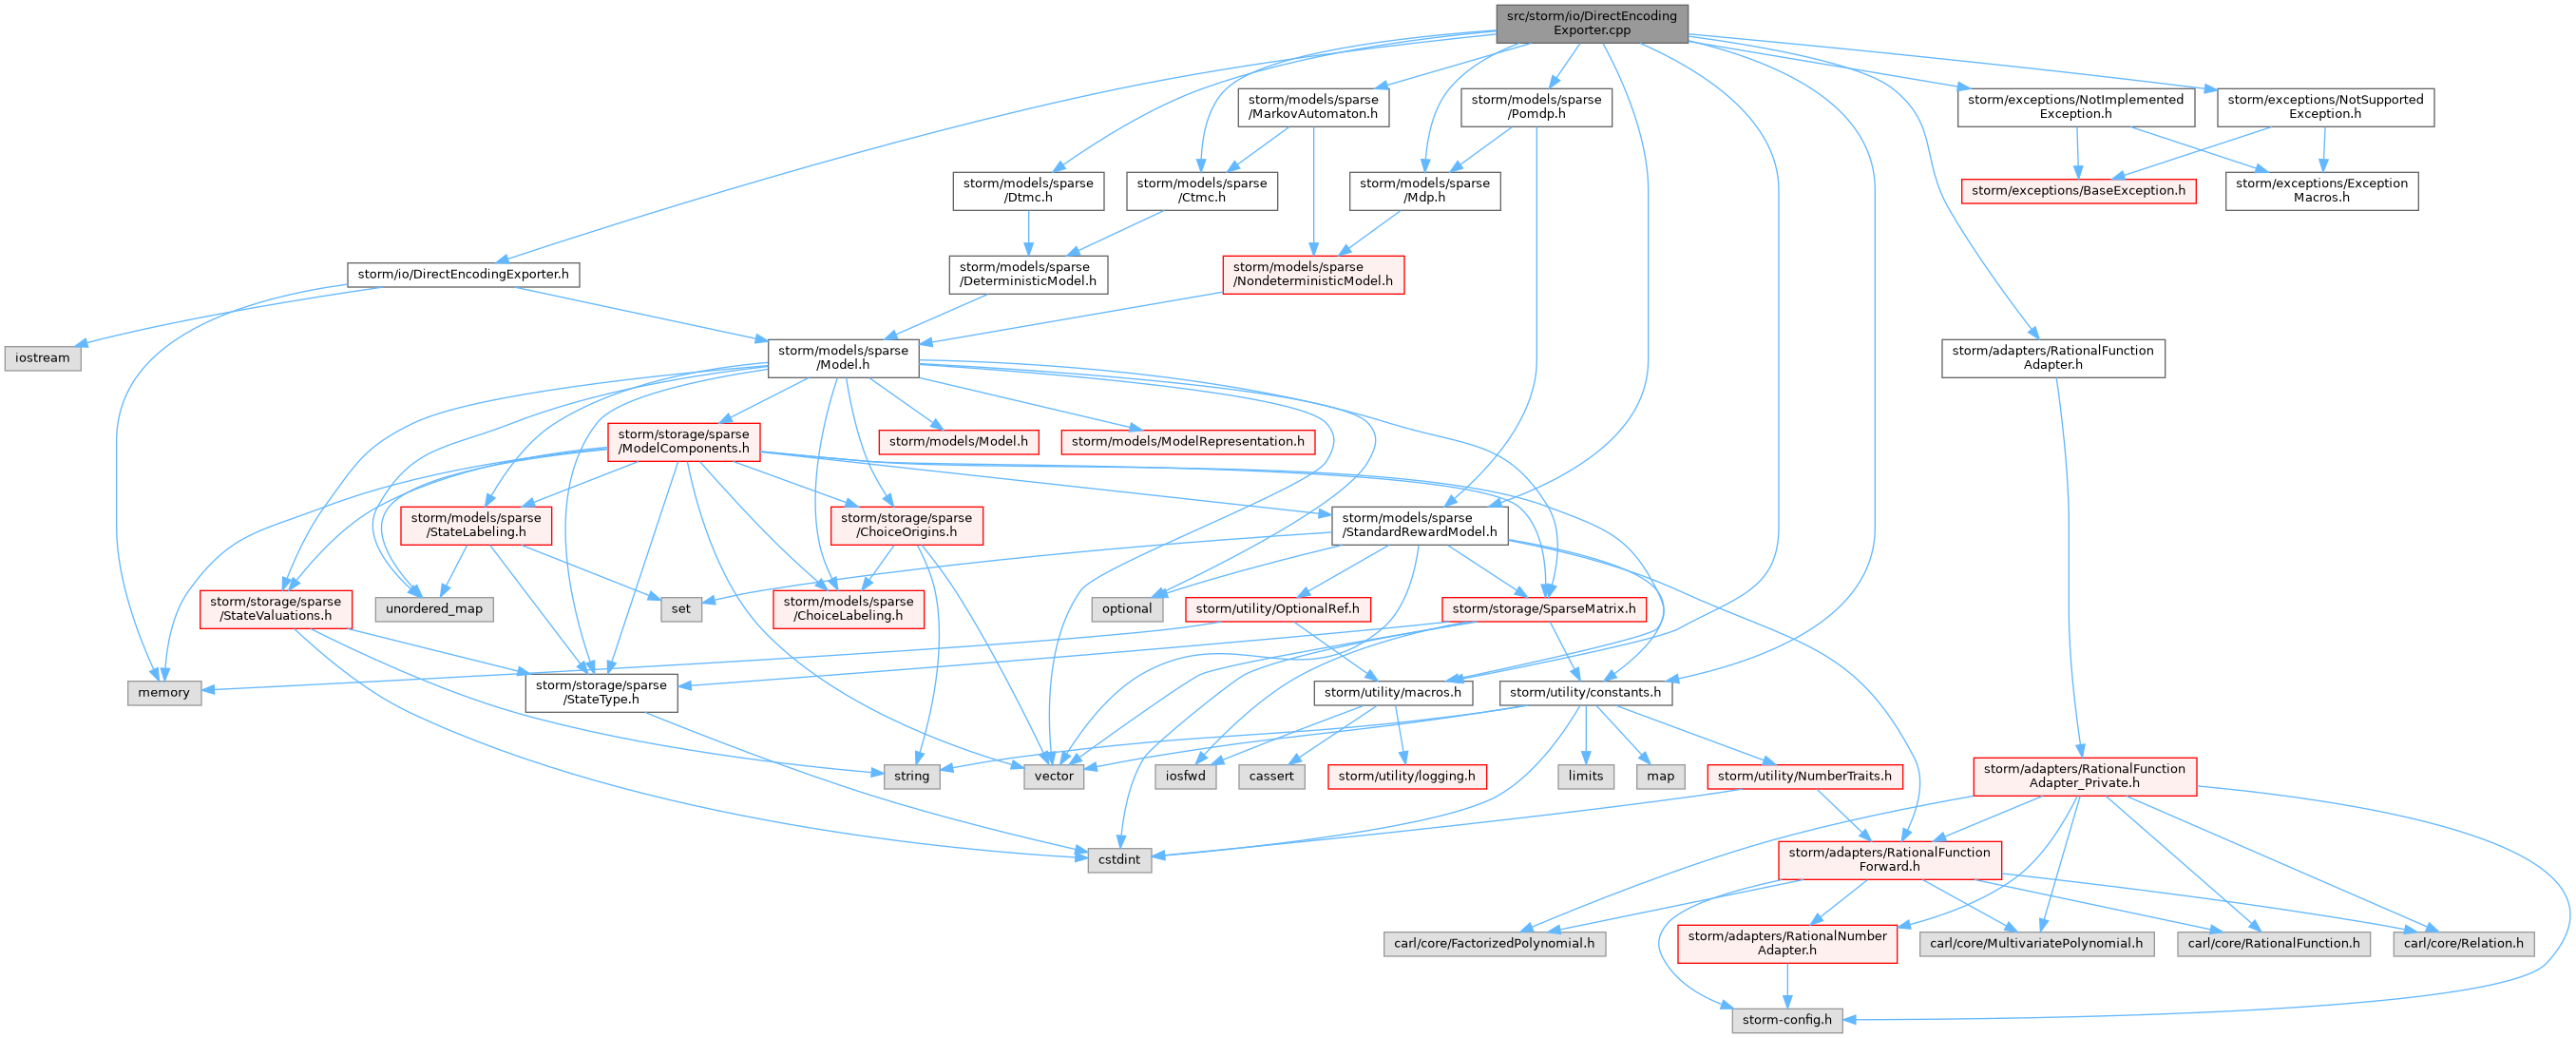 src/storm/io/DirectEncoding
Exporter.cpp
storm/models/sparse
/MarkovAutomaton.h
storm/models/sparse
/Pomdp.h
storm/exceptions/NotImplemented
Exception.h
storm/exceptions/NotSupported
Exception.h
storm/models/sparse
/Dtmc.h
storm/models/sparse
/Ctmc.h
storm/models/sparse
/Mdp.h
storm/exceptions/BaseException.h
storm/exceptions/Exception
Macros.h
storm/io/DirectEncodingExporter.h
storm/models/sparse
/DeterministicModel.h
storm/models/sparse
/NondeterministicModel.h
iostream
storm/models/sparse
/Model.h
storm/adapters/RationalFunction
Adapter.h
storm/storage/sparse
/ModelComponents.h
storm/models/Model.h
storm/models/ModelRepresentation.h
storm/models/sparse
/StateLabeling.h
storm/storage/sparse
/ChoiceOrigins.h
storm/models/sparse
/StandardRewardModel.h
storm/storage/sparse
/StateValuations.h
unordered_map
set
storm/models/sparse
/ChoiceLabeling.h
optional
storm/utility/OptionalRef.h
storm/storage/SparseMatrix.h
memory
storm/storage/sparse
/StateType.h
storm/utility/macros.h
storm/utility/constants.h
string
vector
iosfwd
cassert
storm/utility/logging.h
limits
map
storm/utility/NumberTraits.h
storm/adapters/RationalFunction
Adapter_Private.h
cstdint
storm/adapters/RationalFunction
Forward.h
carl/core/FactorizedPolynomial.h
storm/adapters/RationalNumber
Adapter.h
carl/core/MultivariatePolynomial.h
carl/core/RationalFunction.h
carl/core/Relation.h
storm-config.h